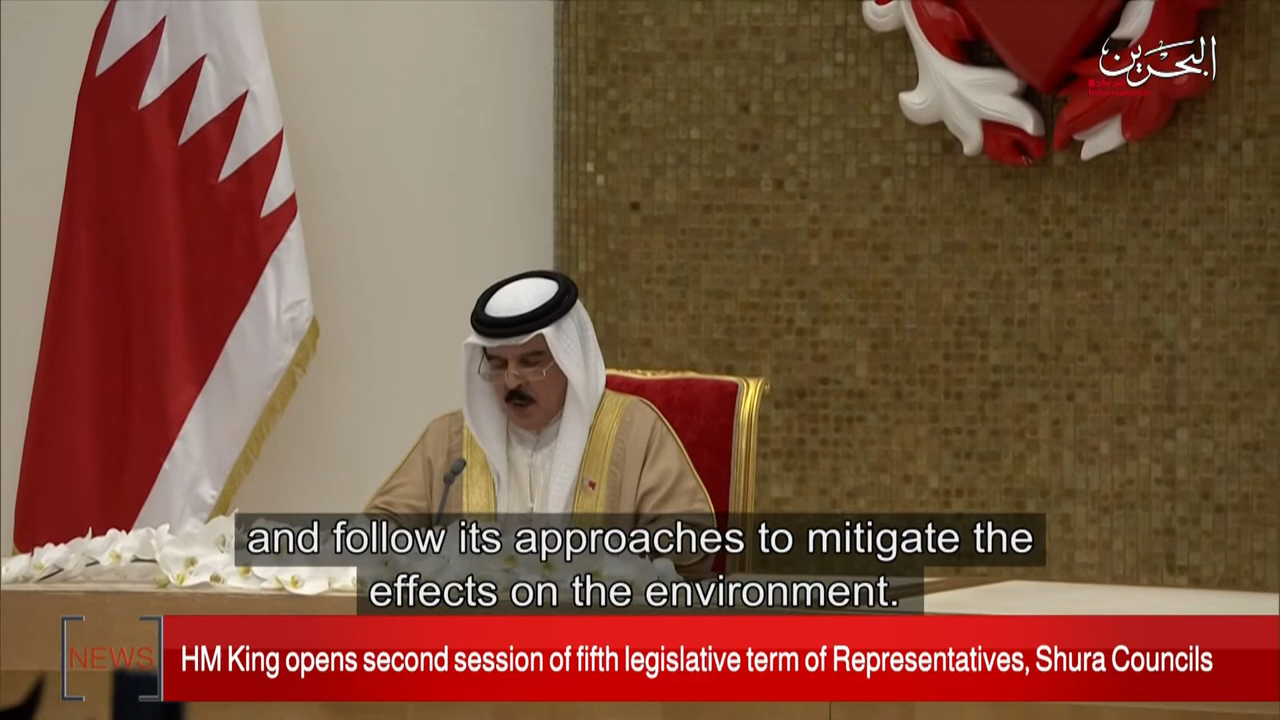 البحرين
and follow its approaches to mitigate the
effects on the environment.
NEWS
HM King opens second session of fifth legislative term of Representatives, Shura Councils